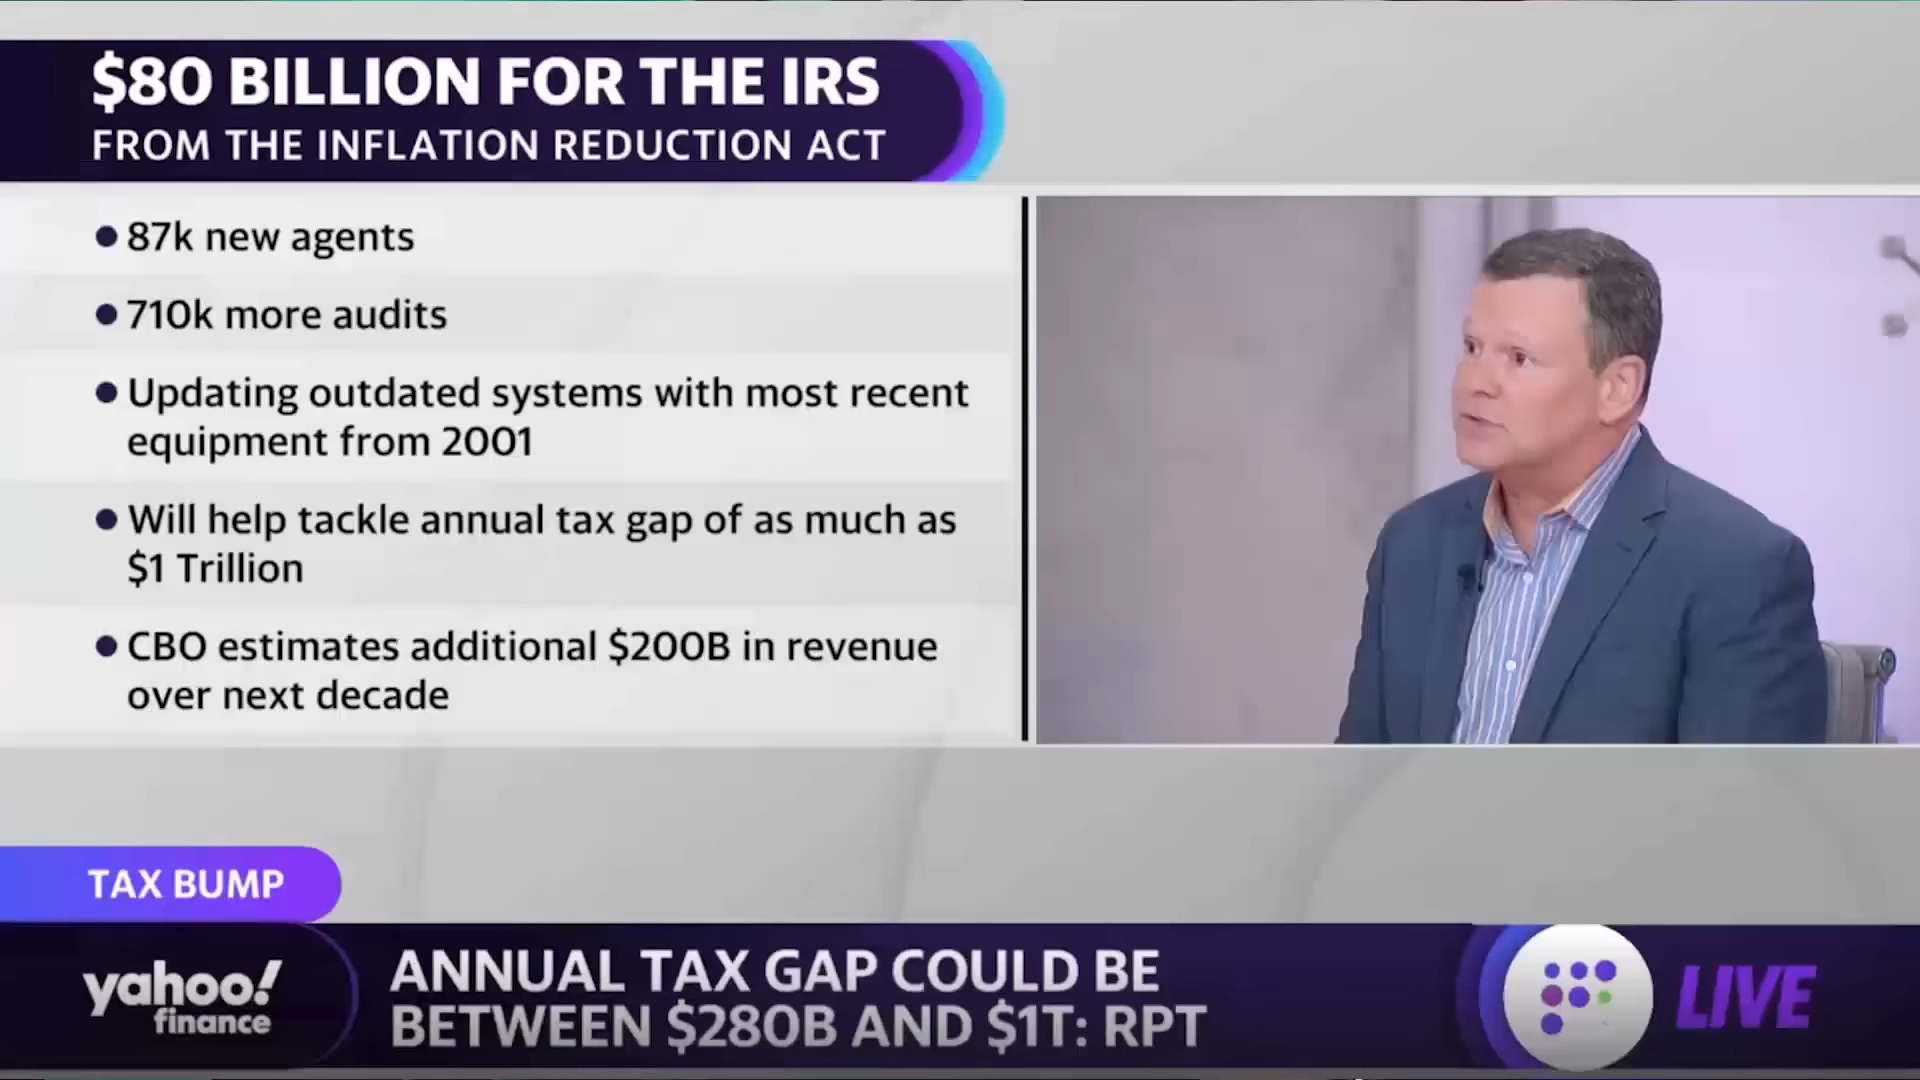 $80 BILLION FOR THE IRS
FROM THE INFLATION REDUCTION ACT
87k new agents
710k more audits
Updating outdated systems with most recent
equipment from 2001
Will help tackle annual tax gap of as much as
$1 Trillion
CBO estimates additional $200B in revenue
over next decade
TAX BUMP
yahoo!
finance
ANNUAL TAX GAP COULD BE
BETWEEN $280B AND $1T: RPT
LIVE